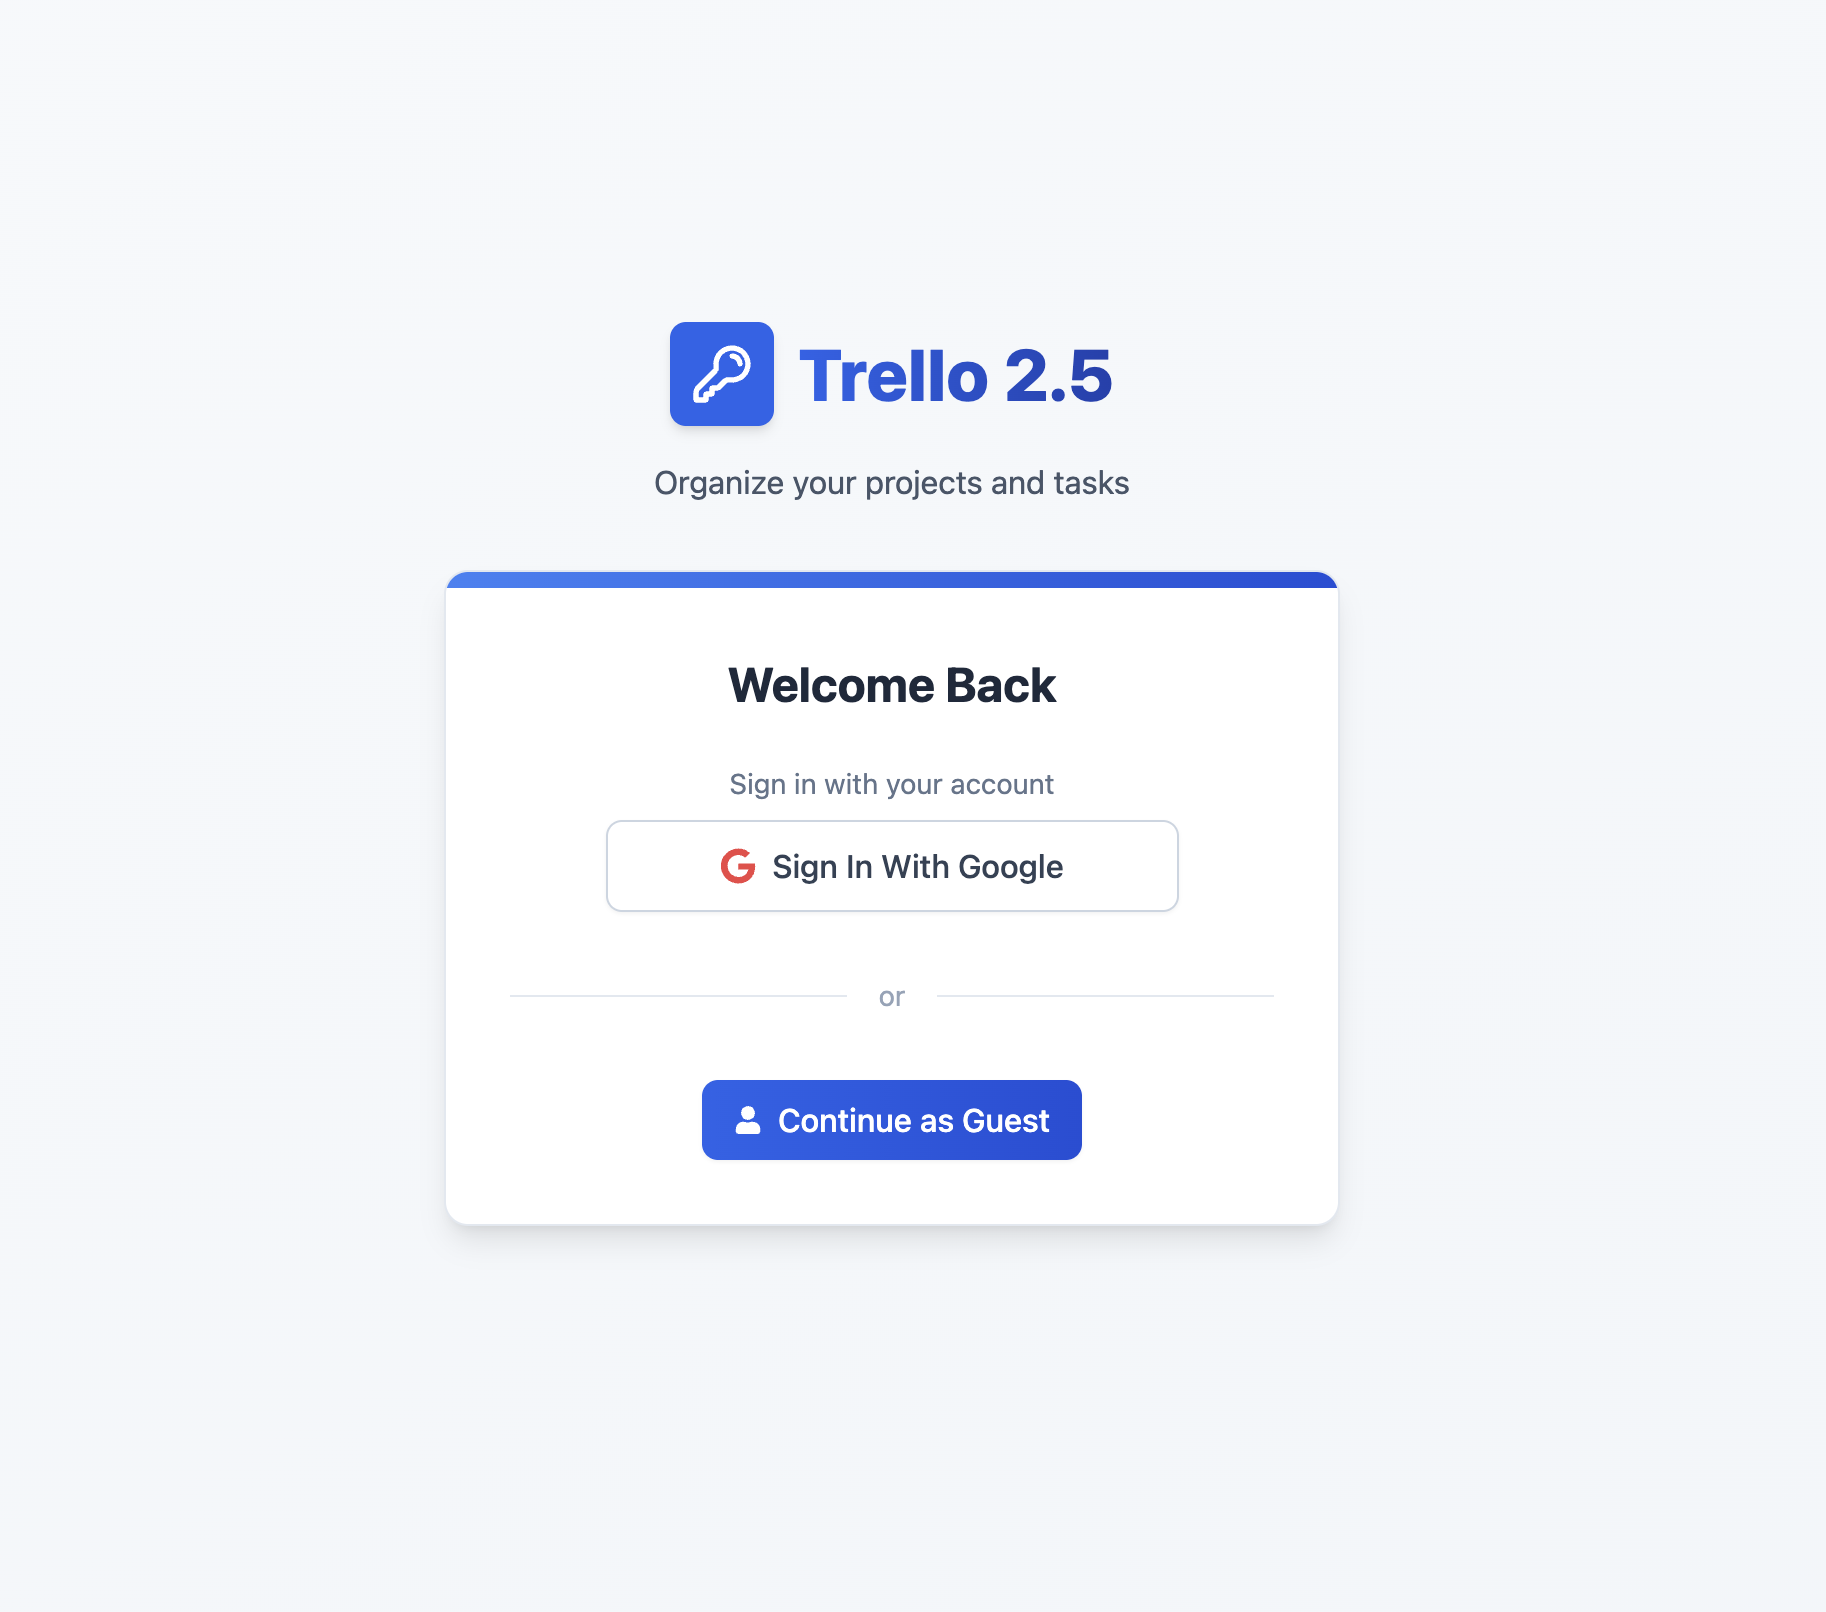 Trello 2.5
Organize your projects and tasks
Welcome Back
Sign in with your account
Sign In With Google
or
Continue as Guest